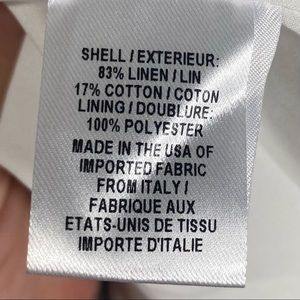 SHELL / EXTERIEUR:
83% LINEN / LIN
17% COTTON / COTON
LINING / DOUBLURE:
100% POLYESTER
MADE IN THE USA OF
IMPORTED FABRIC
FROM ITALY /
FABRIQUE AUX
ETATS-UNIS DE TISSU
IMPORTE D'ITALIE